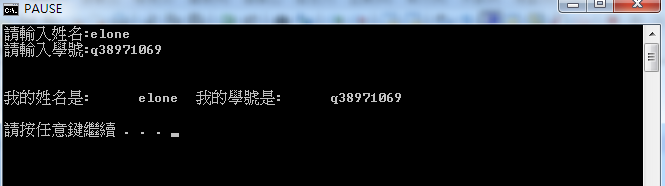 PAUSE
請輸入姓名:elone
請輸入學號:q38971069
我的姓名是:      elone  我的學號是:      q38971069
請按任意鍵繼續 . . .